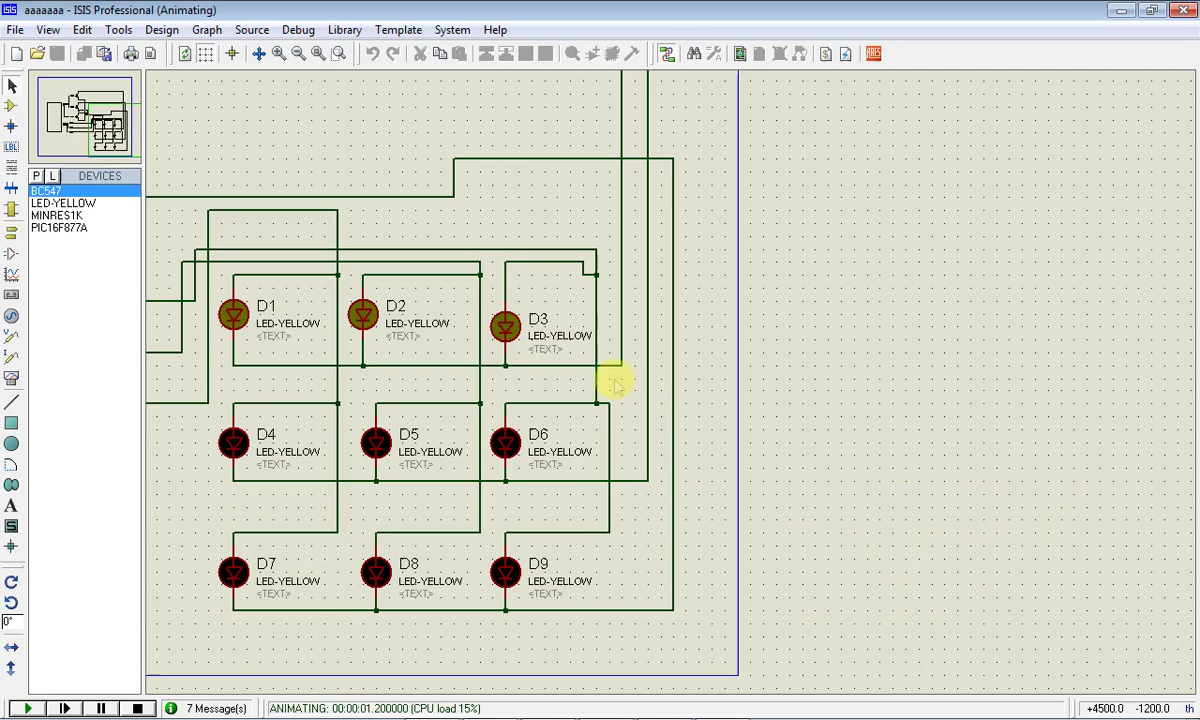 aaaaaaa - ISIS Professional (Animating)
File View Edit Tools Design Graph Source Debug Library Template System Help
P L DEVICES
BC547
LED-YELLOW
MINRES1K
PIC16F877A
LBL
A
S
0°
ARES
D1
LED-YELLOW
<TEXT>
D2
LED-YELLOW
<TEXT>
D3
LED-YELLOW
<TEXT>
D4
LED-YELLOW
<TEXT>
D5
LED-YELLOW
<TEXT>
D6
LED-YELLOW
<TEXT>
D7
LED-YELLOW
<TEXT>
D8
LED-YELLOW
<TEXT>
D9
LED-YELLOW
<TEXT>
7 Message(s) ANIMATING: 00:00:01.200000 (CPU load 15%) +4500.0 -1200.0 th